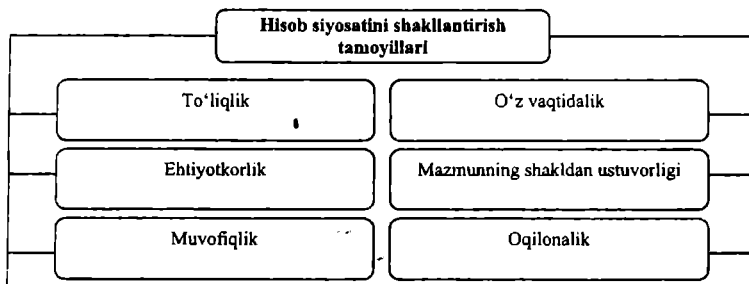 Hisob siyosatini shakllantirish
tamoyillari
To‘liqlik
O‘z vaqtidalik
Ehtiyotkorlik
Mazmunning shakldan ustuvorligi
Muvofiqlik
Oqilonalik